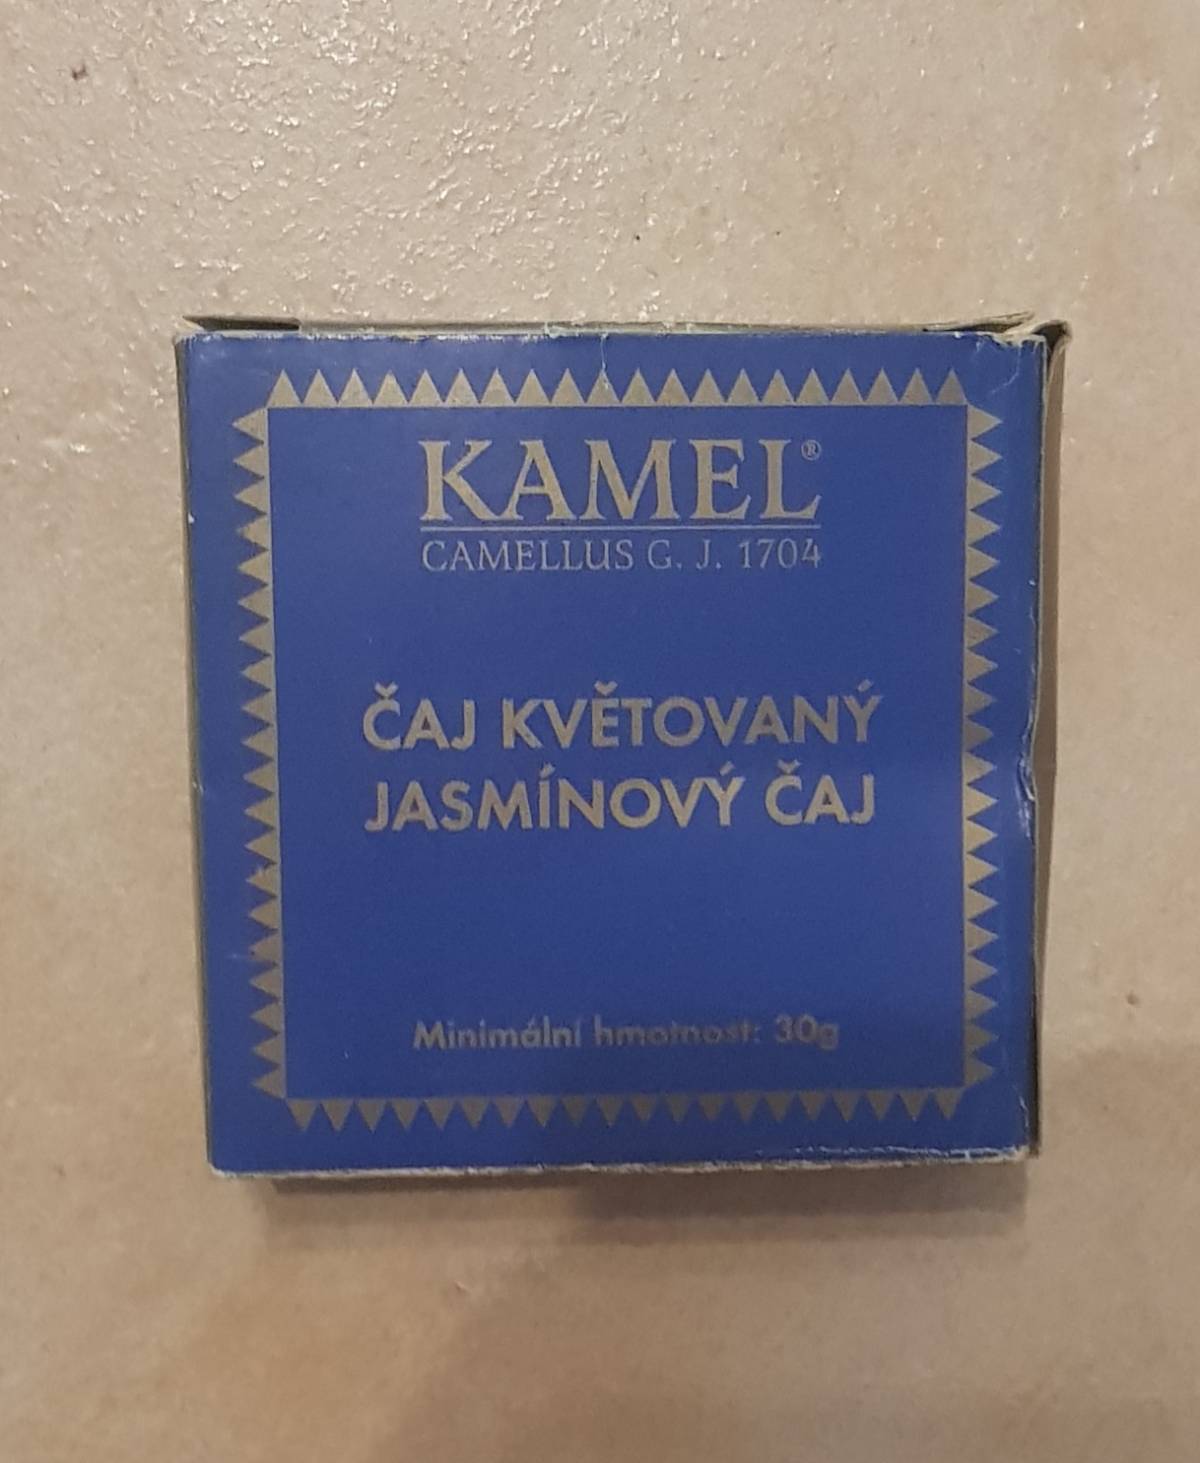 KAMEL®
CAMELLUS G. J. 1704
ČAJ KVĚTOVANÝ
JASMÍNOVÝ ČAJ
Minimální hmotnost: 30g